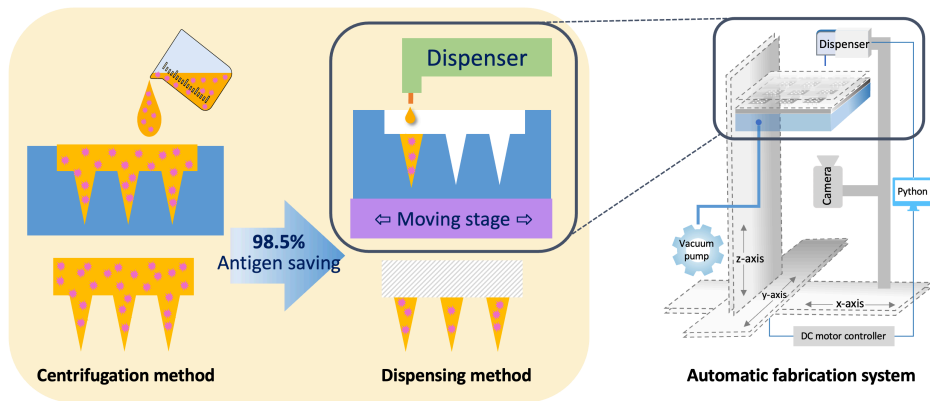 Dispenser
⇦ Moving stage ⇨
98.5%
Antigen saving
Centrifugation method
Dispensing method
Dispenser
Camera
Python
Vacuum
pump
z-axis
y-axis
x-axis
DC motor controller
Automatic fabrication system